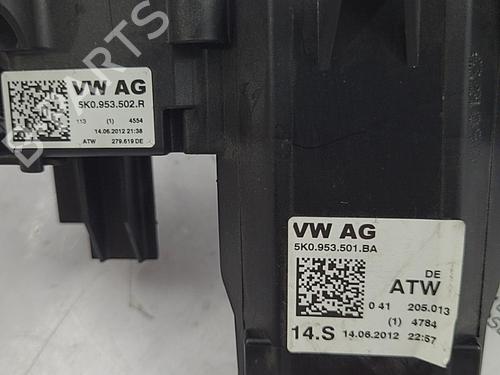 B-PARTS
VW AG
5K0.953.502.R
113 (1) 4554
14.06.2012 21:38
ATW 279.619 DE
VW AG
5K0.953.501.BA
DE
ATW
0 41 205.013
(1) 4784
14.S 14.06.2012 22:57